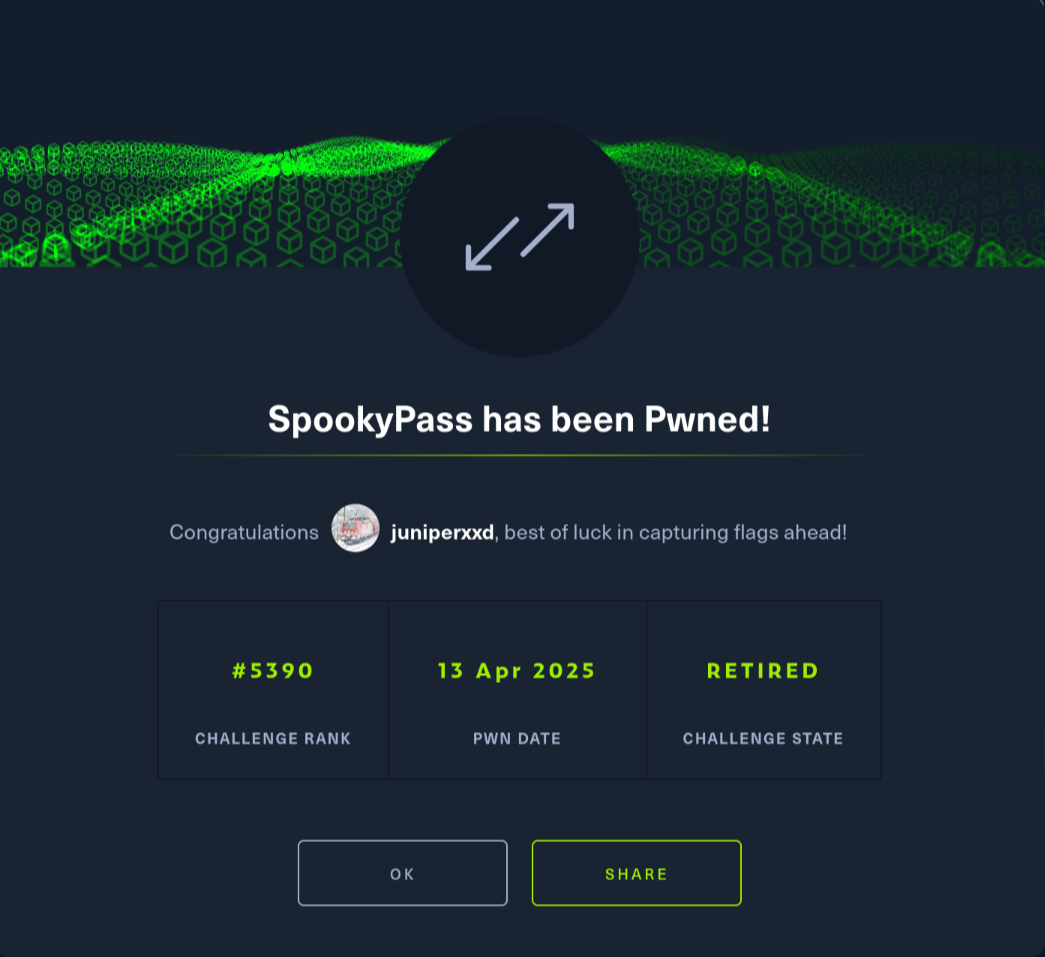 SpookyPass has been Pwned!
Congratulations juniperxxd, best of luck in capturing flags ahead!
#5390 13 Apr 2025 RETIRED
CHALLENGE RANK PWN DATE CHALLENGE STATE
OK SHARE